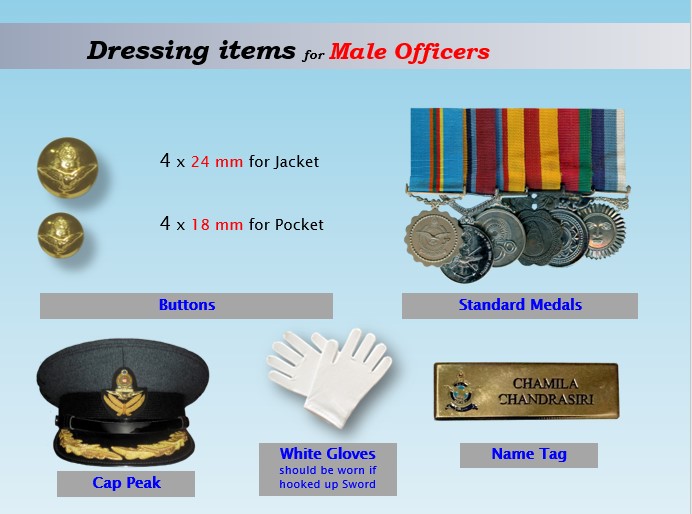 Dressing items for Male Officers
4 x 24 mm for Jacket
4 x 18 mm for Pocket
Buttons
Standard Medals
CHAMILA
CHANDRASIRI
White Gloves
should be worn if
hooked up Sword
Name Tag
Cap Peak